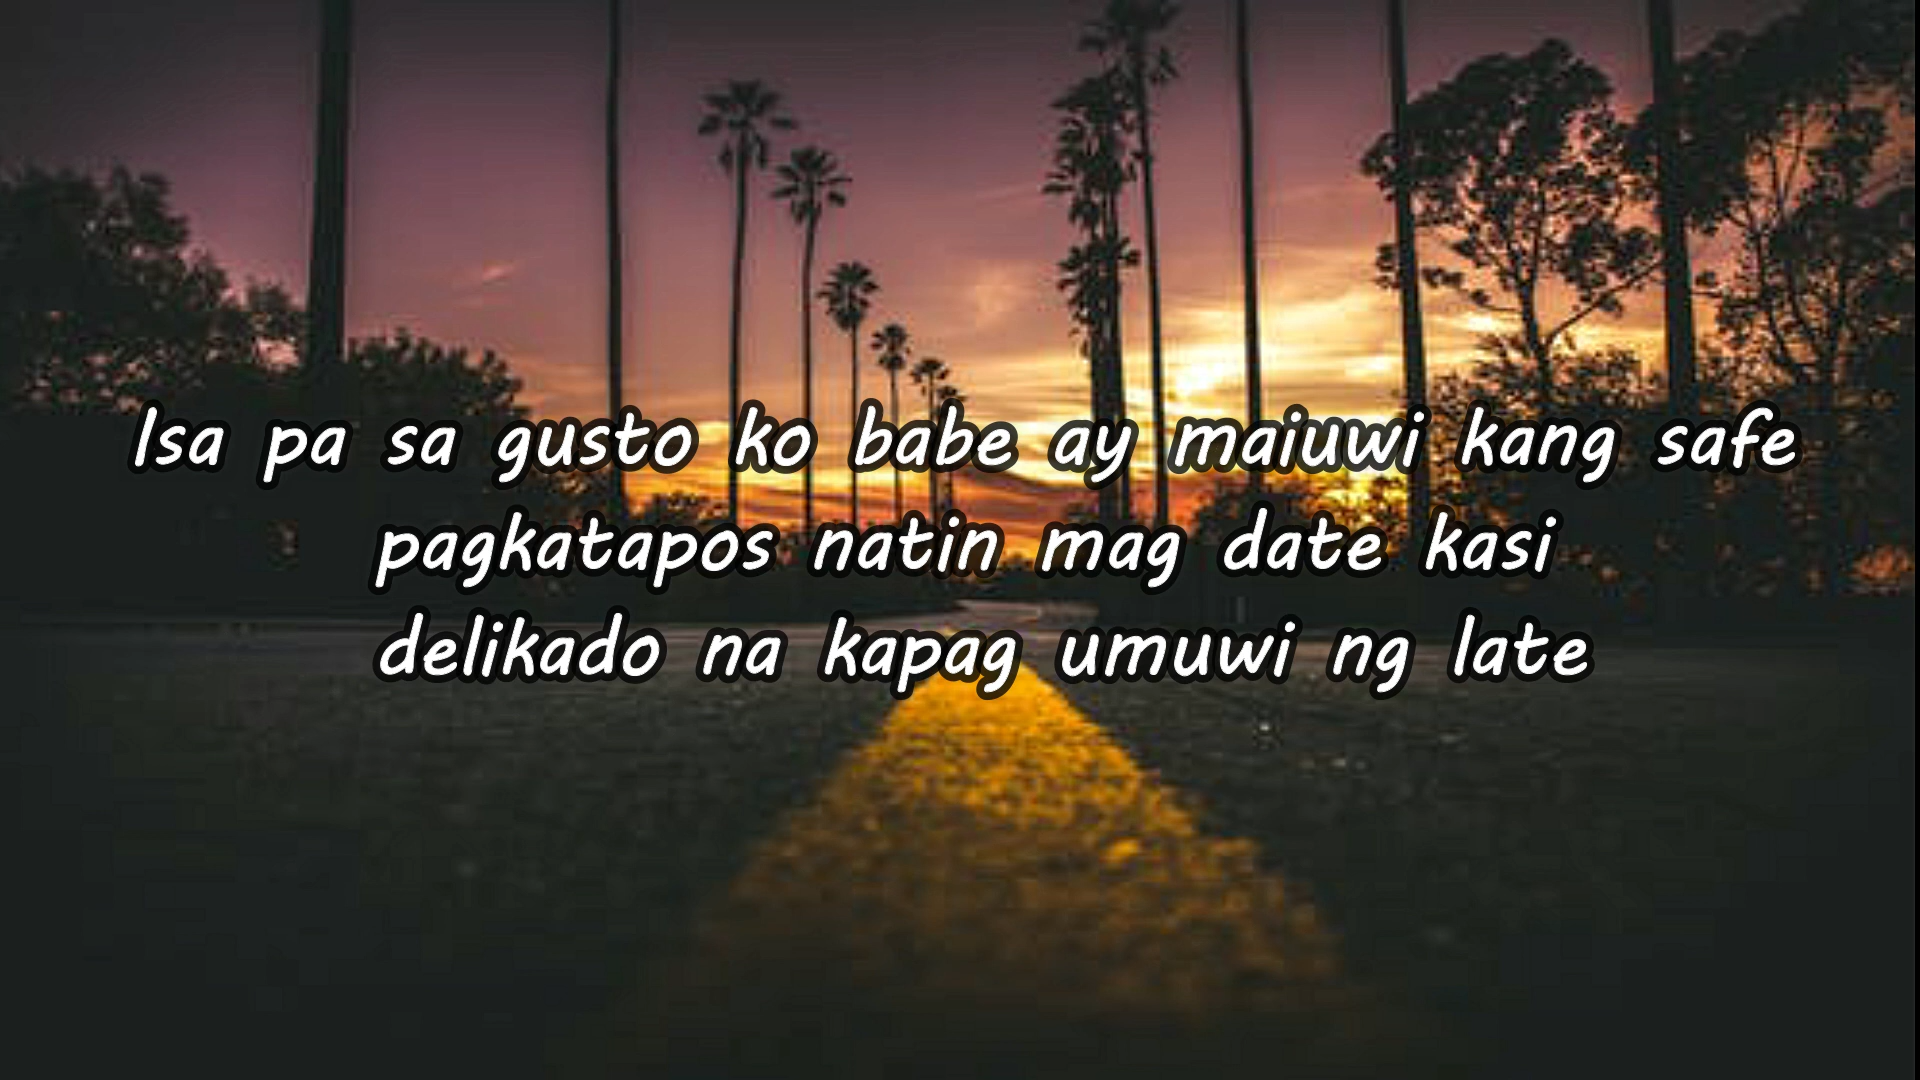 Isa pa sa gusto ko babe ay maiuwi kang safe
pagkatapos natin mag date kasi
delikado na kapag umuwi ng late